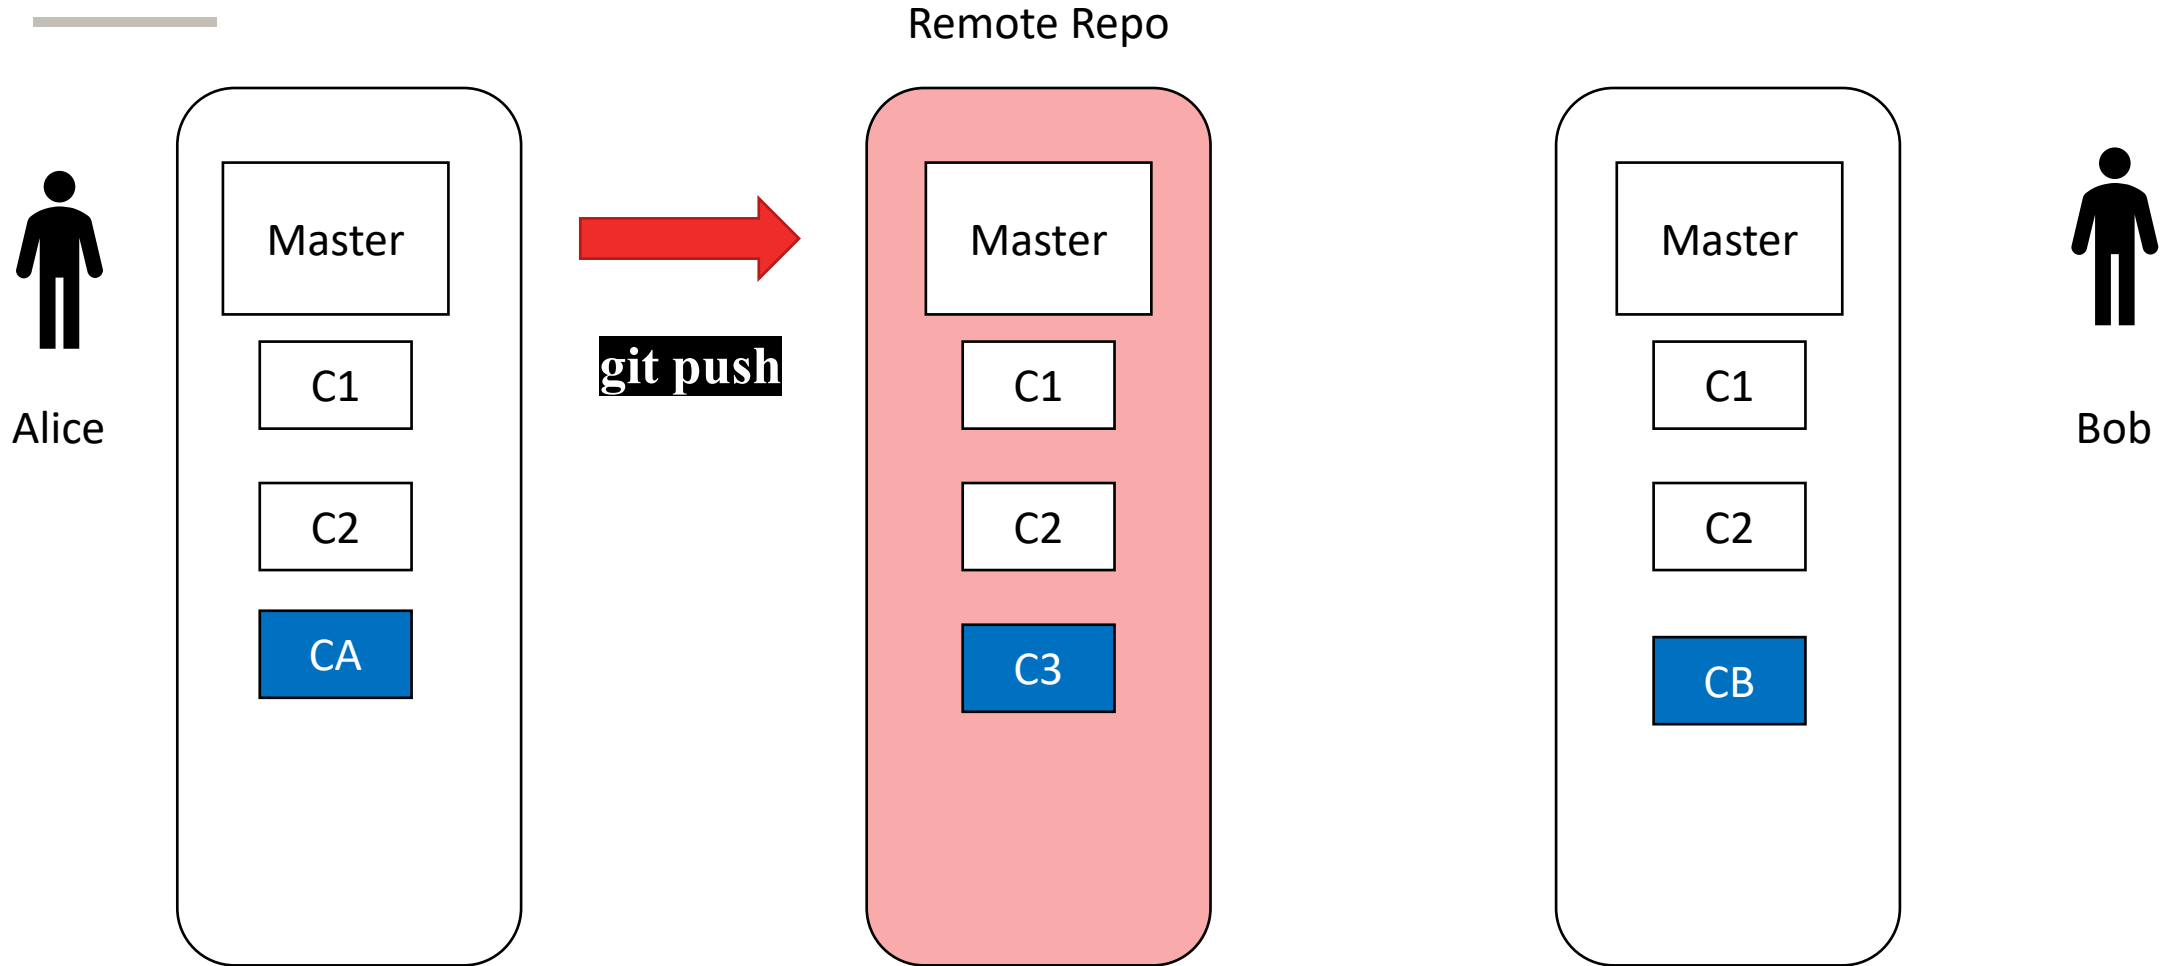 Remote Repo
Alice
Master
C1
C2
CA
git push
Master
C1
C2
C3
Master
C1
C2
CB
Bob